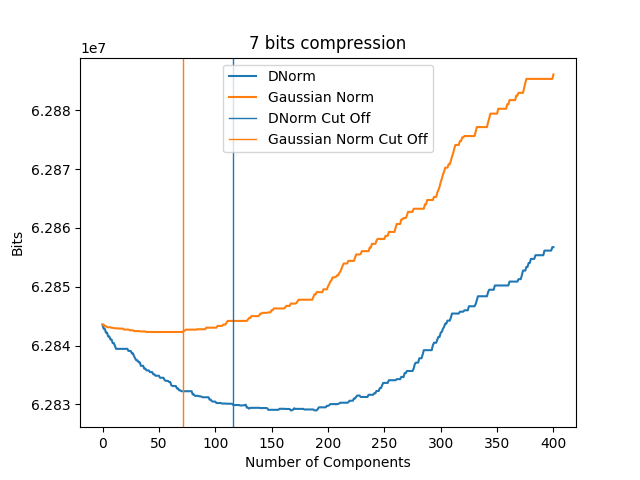 7 bits compression
1e7
DNorm
Gaussian Norm
DNorm Cut Off
Gaussian Norm Cut Off
6.288
6.287
6.286
6.285
6.284
6.283
Bits
0 50 100 150 200 250 300 350 400
Number of Components